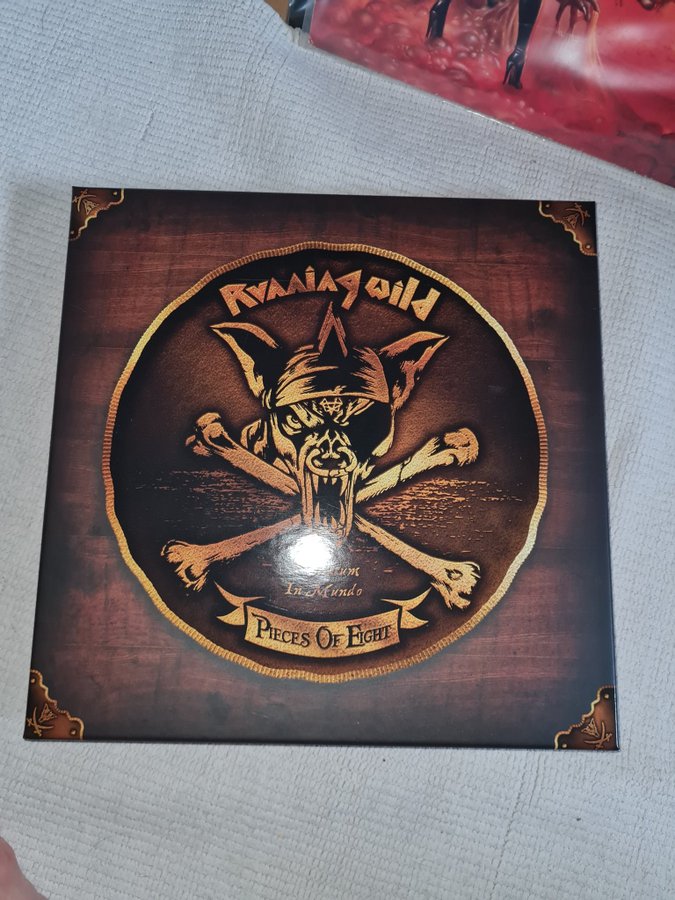 Running Wild
In Mundo
Pieces Of Eight